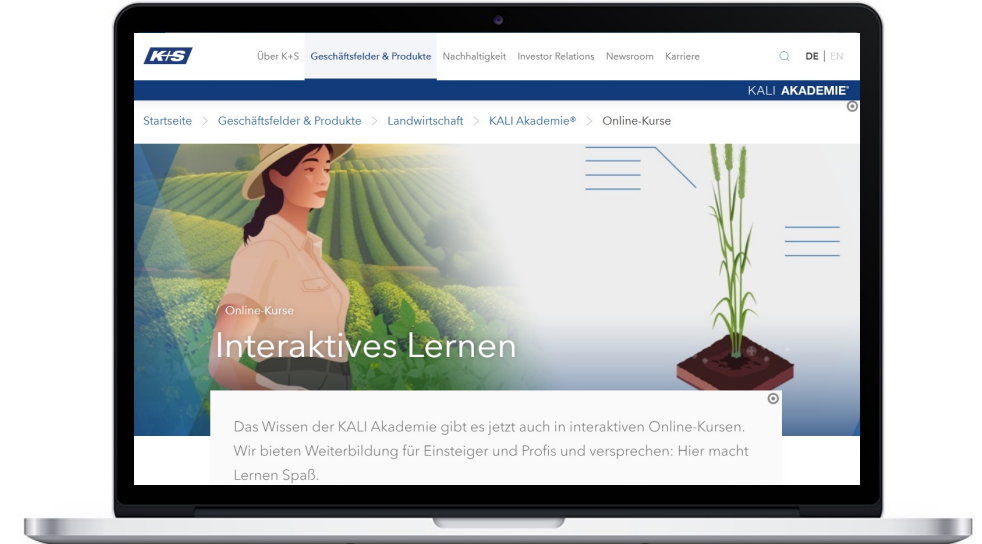 K+S
Über K+S Geschäftsfelder & Produkte Nachhaltigkeit Investor Relations Newsroom Karriere DE | EN
KALI AKADEMIE®
Startseite > Geschäftsfelder & Produkte > Landwirtschaft > KALI Akademie® > Online-Kurse
/ Online-Kurse
Interaktives Lernen
Das Wissen der KALI Akademie gibt es jetzt auch in interaktiven Online-Kursen.
Wir bieten Weiterbildung für Einsteiger und Profis und versprechen: Hier macht
Lernen Spaß.